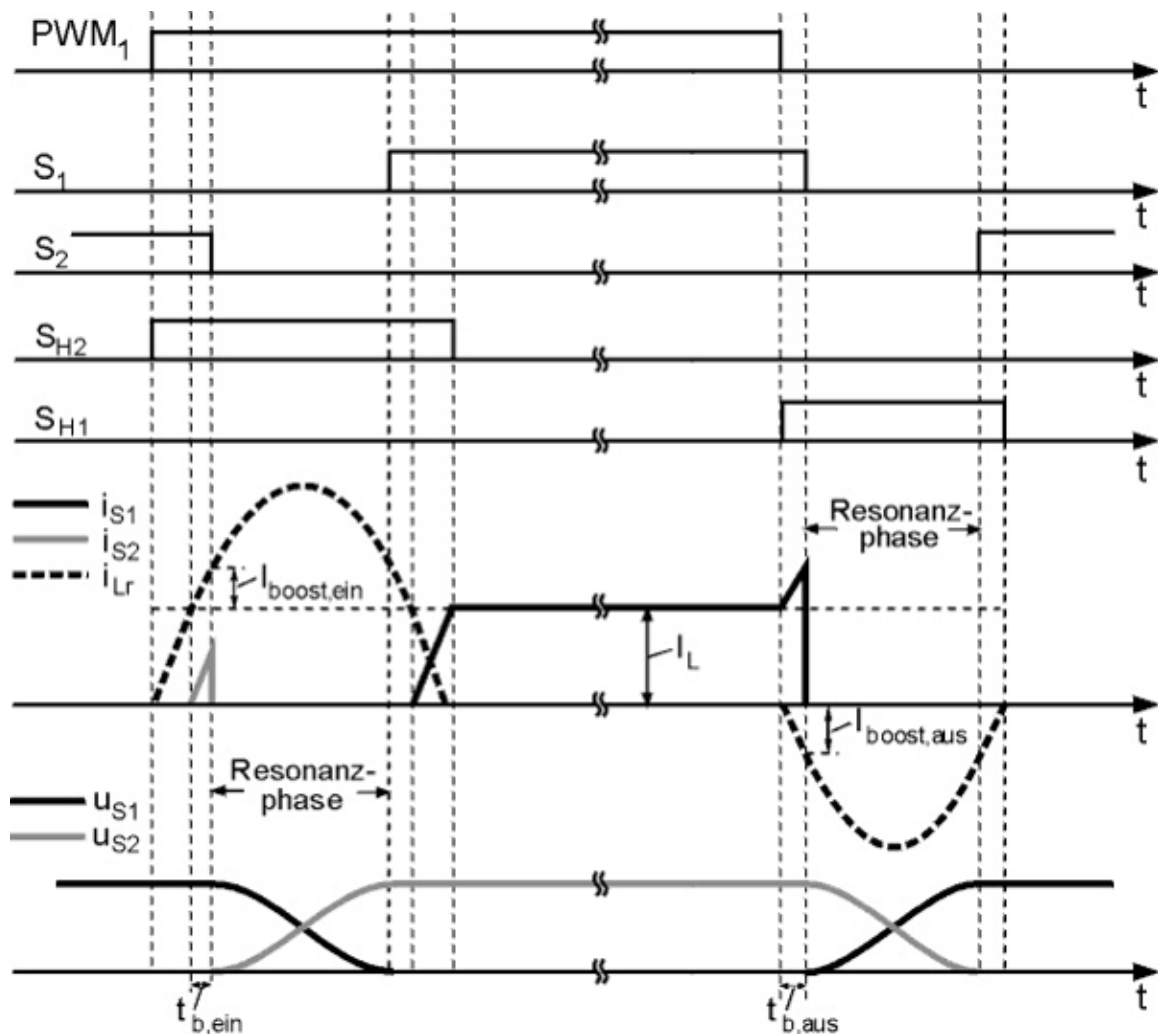 PWM1
t
S1
t
S2
t
SH2
t
SH1
t
iS1
iS2
iLr
Iboost,ein
IL
Resonanz-
phase
t
Iboost,aus
Resonanz-
phase
uS1
uS2
t
tb,ein
tb,aus